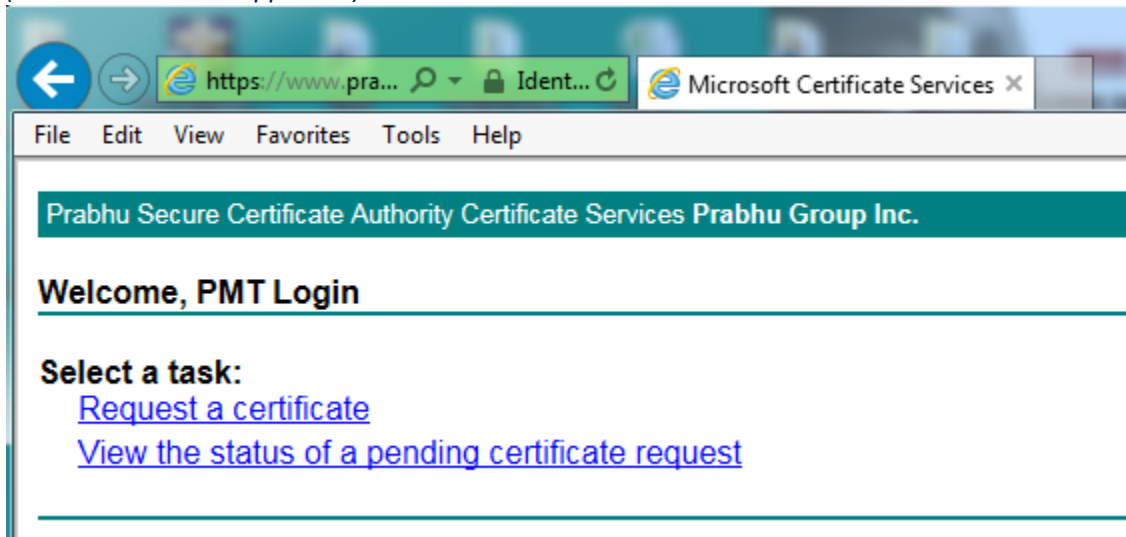 https://www.pra... Ident... Microsoft Certificate Services
File Edit View Favorites Tools Help
Prabhu Secure Certificate Authority Certificate Services Prabhu Group Inc.
Welcome, PMT Login
Select a task:
Request a certificate
View the status of a pending certificate request